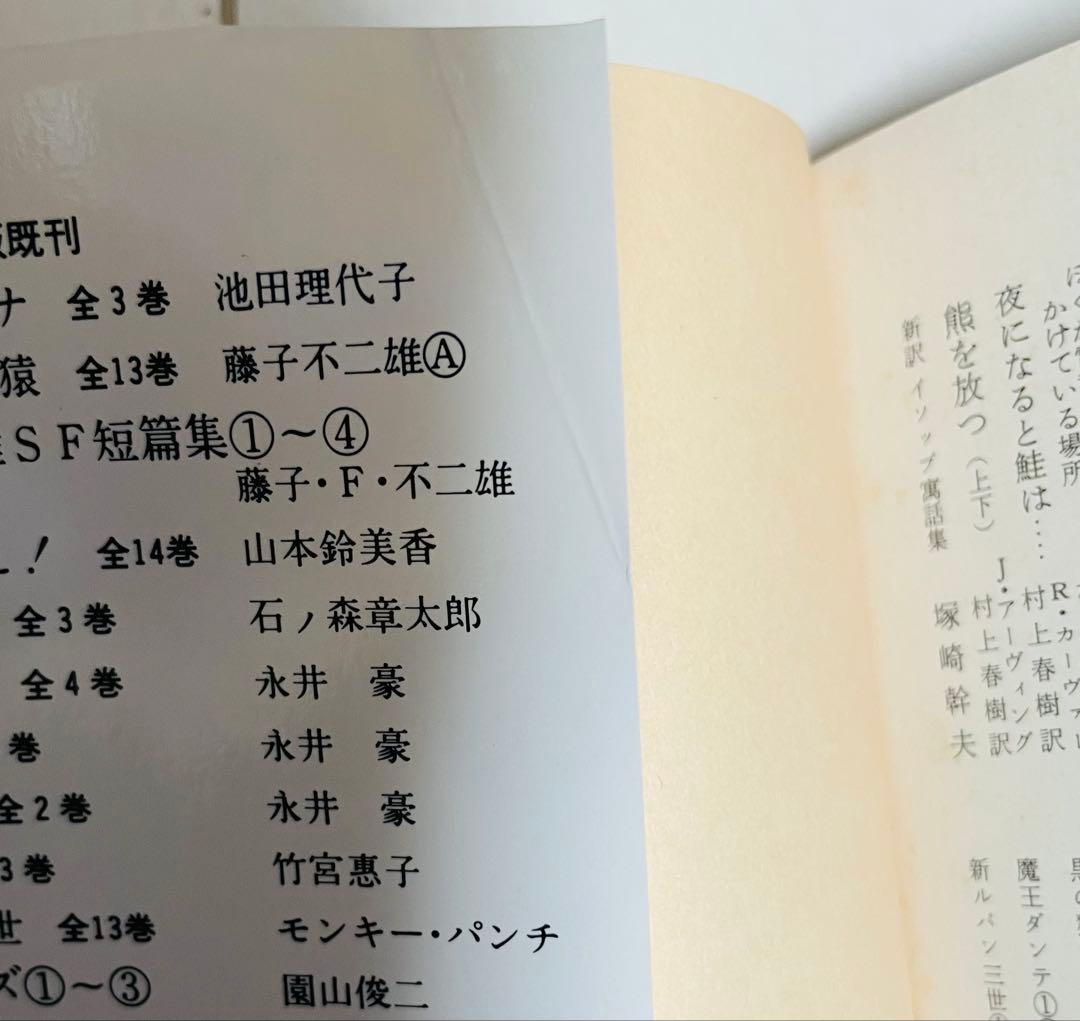 版既刊
ナ 全3巻 池田理代子
猿 全13巻 藤子不二雄Ⓐ
SF短篇集①〜④
藤子・F・不二雄
! 全14巻 山本鈴美香
全3巻 石ノ森章太郎
全4巻 永井 豪
巻 永井 豪
全2巻 永井 豪
3巻 竹宮惠子
世 全13巻 モンキー・パンチ
ズ①〜③ 園山俊二
かけている場所 R・カーヴァー
村上春樹訳
夜になると鮭は……
熊を放つ(上下) J・アーヴィング
村上春樹訳
新訳 イソップ寓話集 塚崎幹夫
魔王ダンテ①
新ルパン三世